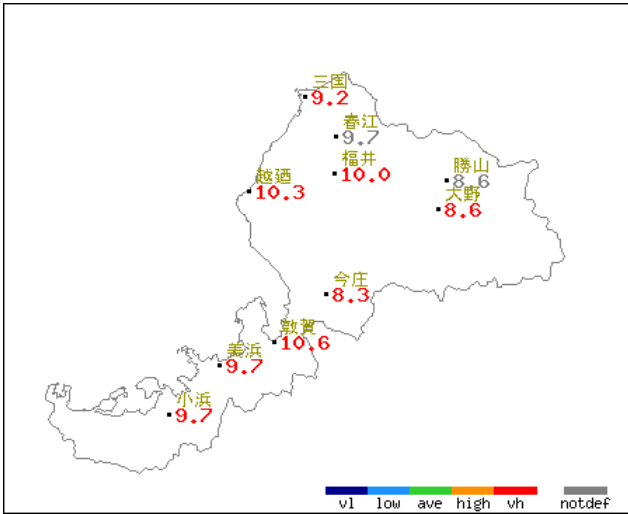 三国
9.2
春江
9.7
福井
10.0
勝山
8.6
越廼
10.3
大野
8.6
今庄
8.3
敦賀
10.6
美浜
9.7
小浜
9.7
vl low ave high vh notdef